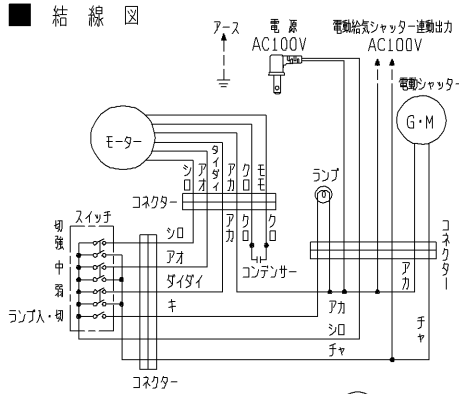 ■ 結線図
アース
電源
AC100V
電動給気シャッター連動出力
AC100V
電動シャッター
G・M
モーター
シロ
アオ
ダイダイ
アカ
クロ
モモ
ランプ
コネクター
アカ
クロ
クロ
コンデンサー
コネクター
スイッチ
切
強
中
弱
ランプ入・切
シロ
アオ
ダイダイ
キ
アカ
アカ
シロ
チャ
チャ
コネクター